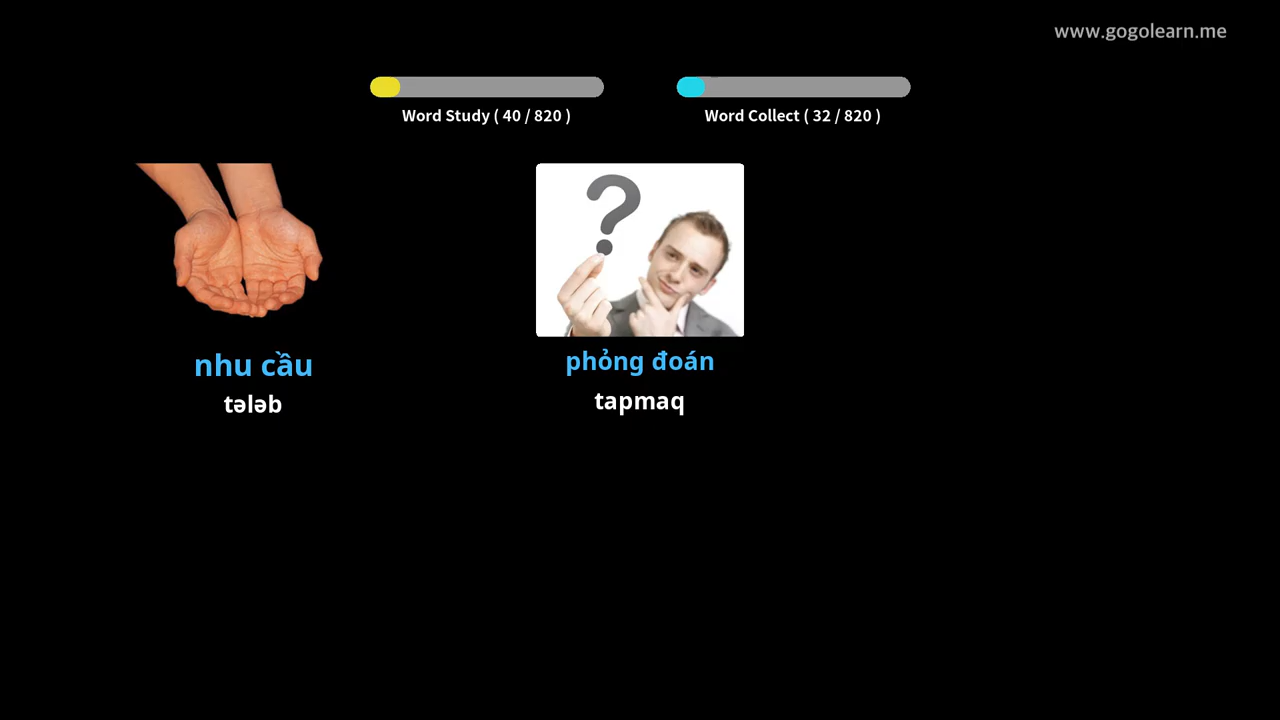 www.gogolearn.me
Word Study ( 40 / 820 )
Word Collect ( 32 / 820 )
nhu cầu
tələb
phỏng đoán
tapmaq